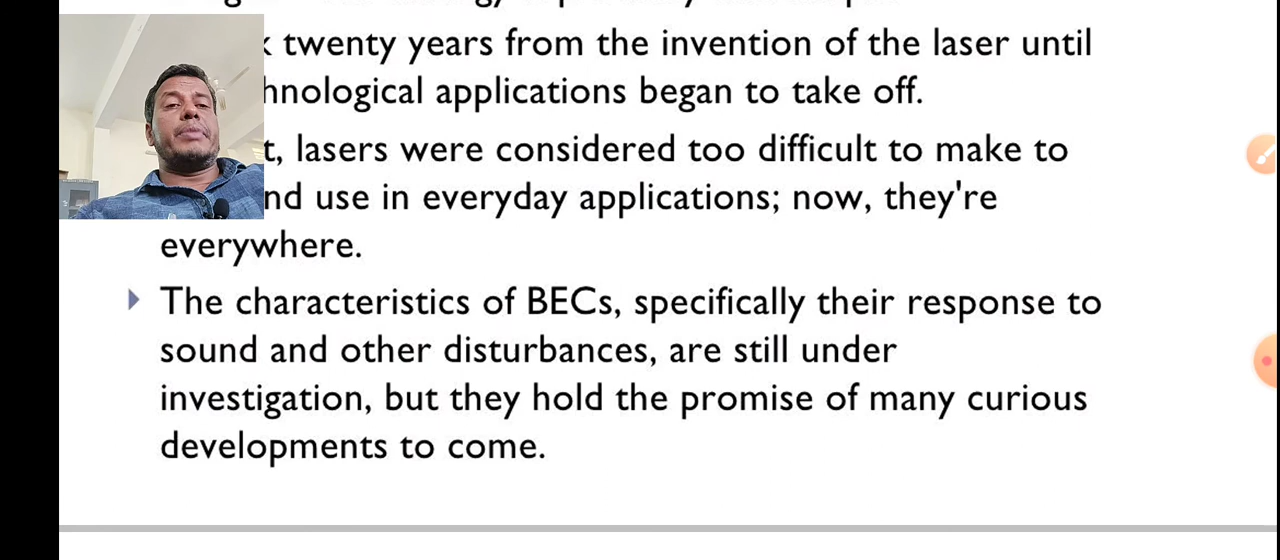 twenty years from the invention of the laser until
applications began to take off.
lasers were considered too difficult to make to
use in everyday applications; now, they're
everywhere.
The characteristics of BECs, specifically their response to
sound and other disturbances, are still under
investigation, but they hold the promise of many curious
developments to come.